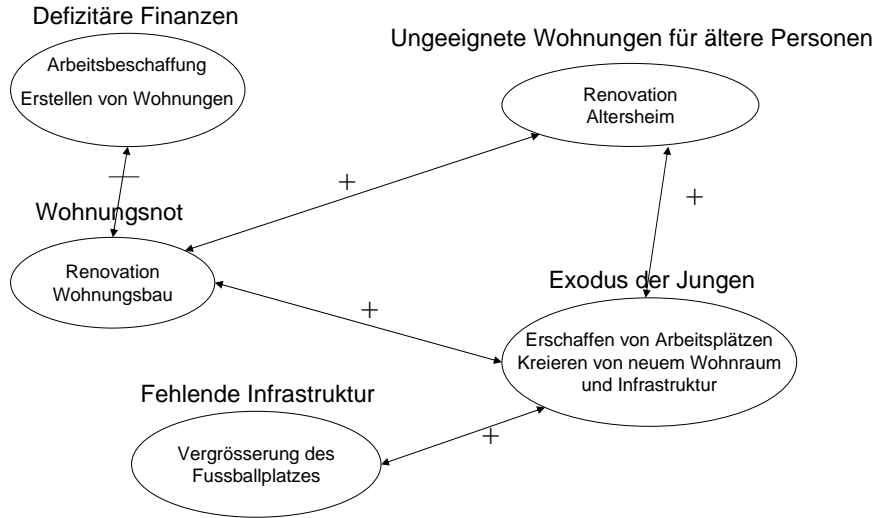 Defizitäre Finanzen
Arbeitsbeschaffung
Erstellen von Wohnungen
Ungeeignete Wohnungen für ältere Personen
Renovation
Altersheim
+
+
Wohnungsnot
Renovation
Wohnungsbau
Exodus der Jungen
+
Erschaffen von Arbeitsplätzen
Kreieren von neuem Wohnraum
und Infrastruktur
Fehlende Infrastruktur
+
Vergrösserung des
Fussballplatzes